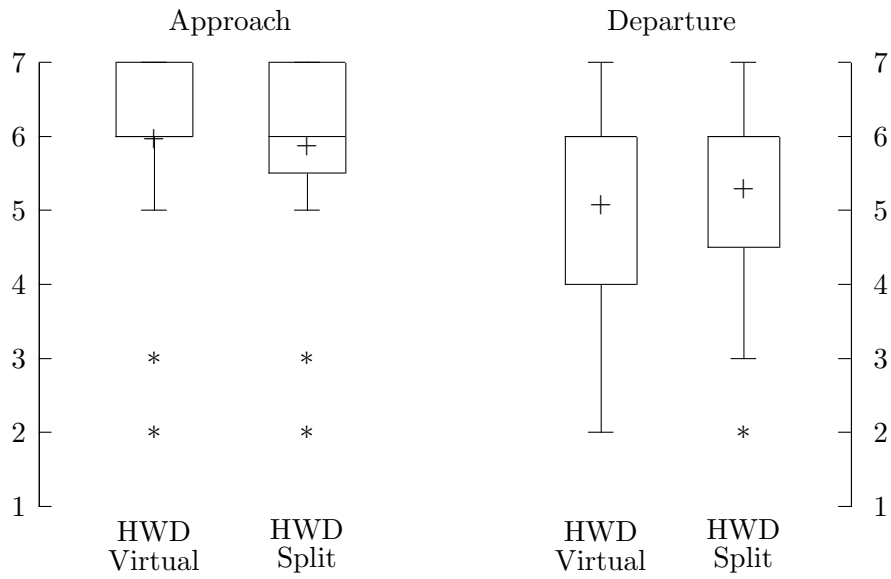 Approach Departure
7 7
6 6
5 5
4 4
3 3
2 2
1 1
HWD Virtual
HWD Split
HWD Virtual
HWD Split